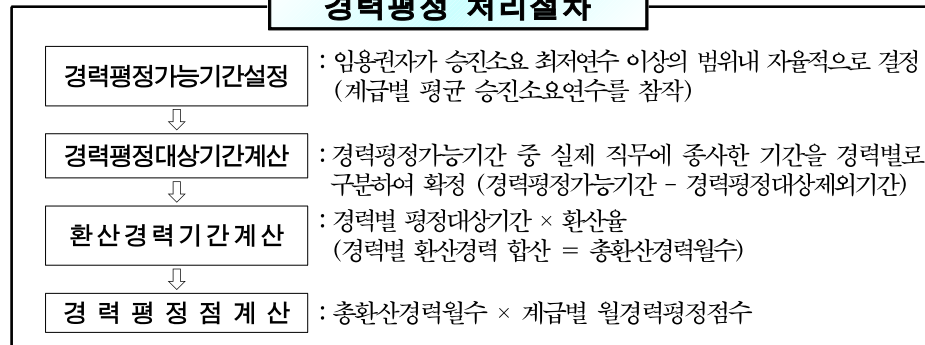 경력평정 처리절차
경력평정가능기간설정
: 임용권자가 승진소요 최저연수 이상의 범위내 자율적으로 결정
(계급별 평균 승진소요연수를 참작)
경력평정대상기간계산
: 경력평정가능기간 중 실제 직무에 종사한 기간을 경력별로
구분하여 확정 (경력평정가능기간 - 경력평정대상제외기간)
환산경력기간계산
: 경력별 평정대상기간 × 환산율
(경력별 환산경력 합산 = 총환산경력월수)
경 력 평 정 점 계 산
: 총환산경력월수 × 계급별 월경력평정점수